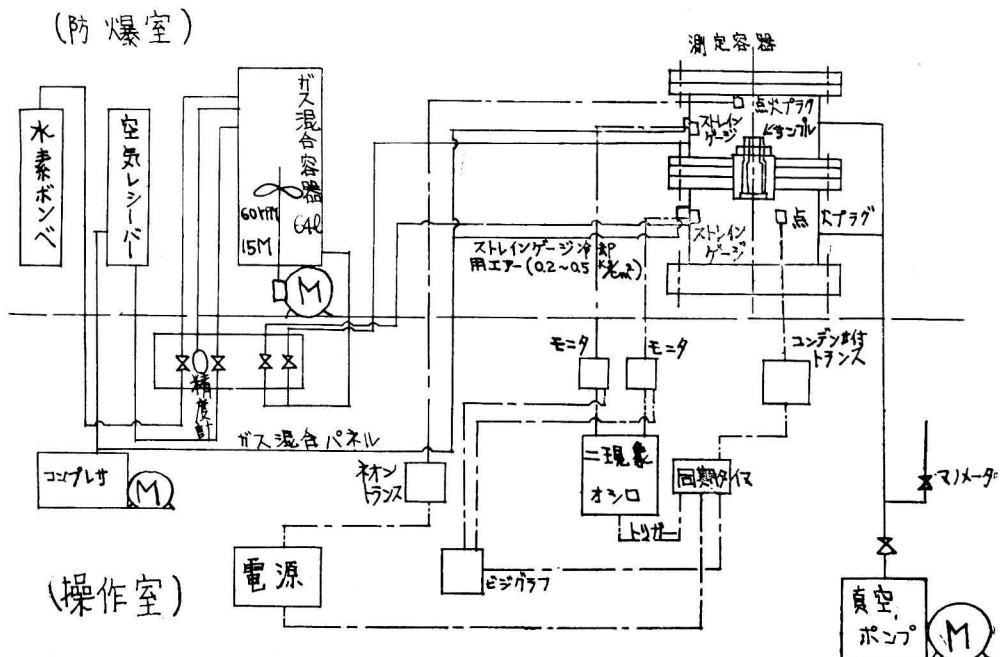 (防爆室)
測定容器
水素ボンベ
空気レシーバー
ガス混合容器
64ℓ
60rPM
15M
M
点火プラグ
ストレイン
ゲージ
サンプル
点火プラグ
ストレイン
ゲージ
ストレインゲージ冷却
用エアー(0.2~0.5 kg/cm²)
精度計
ガス混合パネル
モニタ
モニタ
コンデンサ付
トランス
コンプレサ
M
ネオン
トランス
二現象
オシロ
同期タイマ
トリガー
マノメータ
電源
ビジグラフ
(操作室)
真空
ポンプ
M